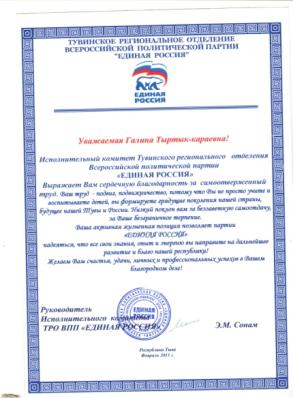 ТУВИНСКОЕ РЕГИОНАЛЬНОЕ ОТДЕЛЕНИЕ
ВСЕРОССИЙСКОЙ ПОЛИТИЧЕСКОЙ ПАРТИИ
"ЕДИНАЯ РОССИЯ"
ЕДИНАЯ
РОССИЯ
Уважаемая Галина Тыртык-караевна!
Исполнительный комитет Тувинского регионального отделения
Всероссийской политической партии
«ЕДИНАЯ РОССИЯ»
Выражает Вам сердечную благодарность за самоотверженный
труд. Ваш труд - подвиг, подвижничество, потому что Вы не просто учите и
воспитываете детей, вы формируете грядущие поколения нашей страны,
будущее нашей Тувы и России. Низкий поклон вам за беззаветную самоотдачу,
за Ваше безграничное терпение.
Ваша активная жизненная позиция позволяет партии
«ЕДИНАЯ РОССИЯ»
надеяться, что все свои знания, опыт и энергию вы направите на дальнейшее
развитие и благо нашей республики!
Желаем Вам счастья, удачи, личных и профессиональных успехов в Вашем
благородном деле!
Руководитель
Исполнительного комитета
ТРО ВПП «ЕДИНАЯ РОССИЯ»
Э.М. Сонам
Республика Тыва
Февраль 2011 г.